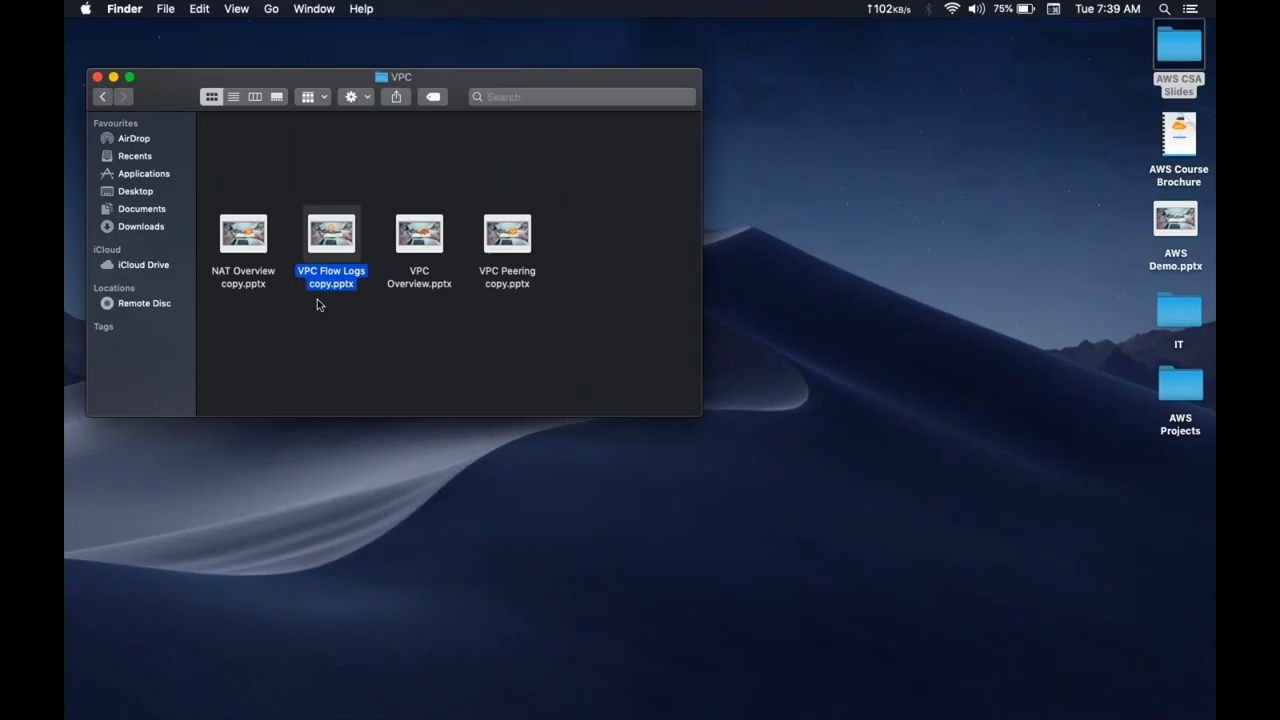 Finder File Edit View Go Window Help ↑102KB/s 75% Tue 7:39 AM
VPC
Search
Favourites
AirDrop
Recents
Applications
Desktop
Documents
Downloads
iCloud
iCloud Drive
Locations
Remote Disc
Tags
NAT Overview
copy.pptx
VPC Flow Logs
copy.pptx
VPC
Overview.pptx
VPC Peering
copy.pptx
AWS CSA
Slides
AWS Course
Brochure
AWS
Demo.pptx
IT
AWS
Projects